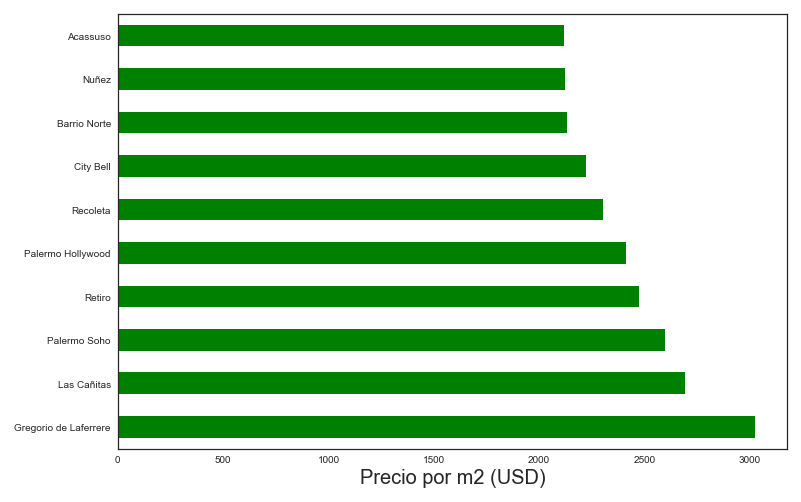 Acassuso
Nuñez
Barrio Norte
City Bell
Recoleta
Palermo Hollywood
Retiro
Palermo Soho
Las Cañitas
Gregorio de Laferrere
0 500 1000 1500 2000 2500 3000
Precio por m2 (USD)